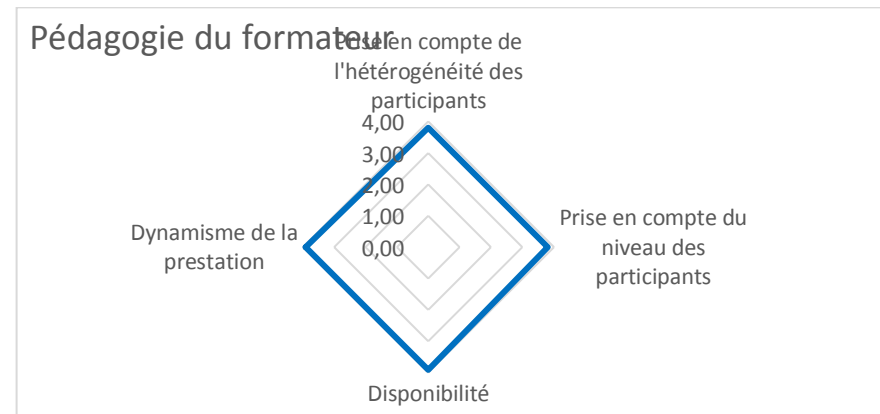 Pédagogie du formateur
Prise en compte de
l'hétérogénéité des
participants
4,00
3,00
2,00
1,00
0,00
Dynamisme de la
prestation
Prise en compte du
niveau des
participants
Disponibilité